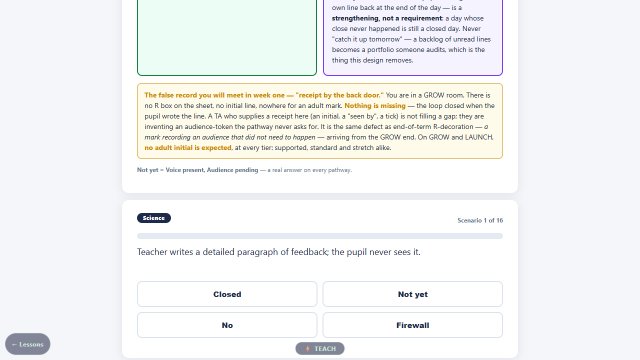 own line back at the end of the day — is a
strengthening, not a requirement: a day whose
close never happened is still a closed day. Never
"catch it up tomorrow" — a backlog of unread lines
becomes a portfolio someone audits, which is the
thing this design removes.
The false record you will meet in week one — "receipt by the back door." You are in a GROW room. There is
no R box on the sheet, no initial line, nowhere for an adult mark. Nothing is missing — the loop closed when the
pupil wrote the line. A TA who supplies a receipt here (an initial, a "seen by", a tick) is not filling a gap; they are
inventing an audience-token the pathway never asks for. It is the same defect as end-of-term R-decoration — a
mark recording an audience that did not need to happen — arriving from the GROW end. On GROW and LAUNCH,
no adult initial is expected, at every tier: supported, standard and stretch alike.
Not yet = Voice present, Audience pending — a real answer on every pathway.
Science
Scenario 1 of 16
Teacher writes a detailed paragraph of feedback; the pupil never sees it.
Closed
Not yet
No
Firewall
← Lessons
TEACH